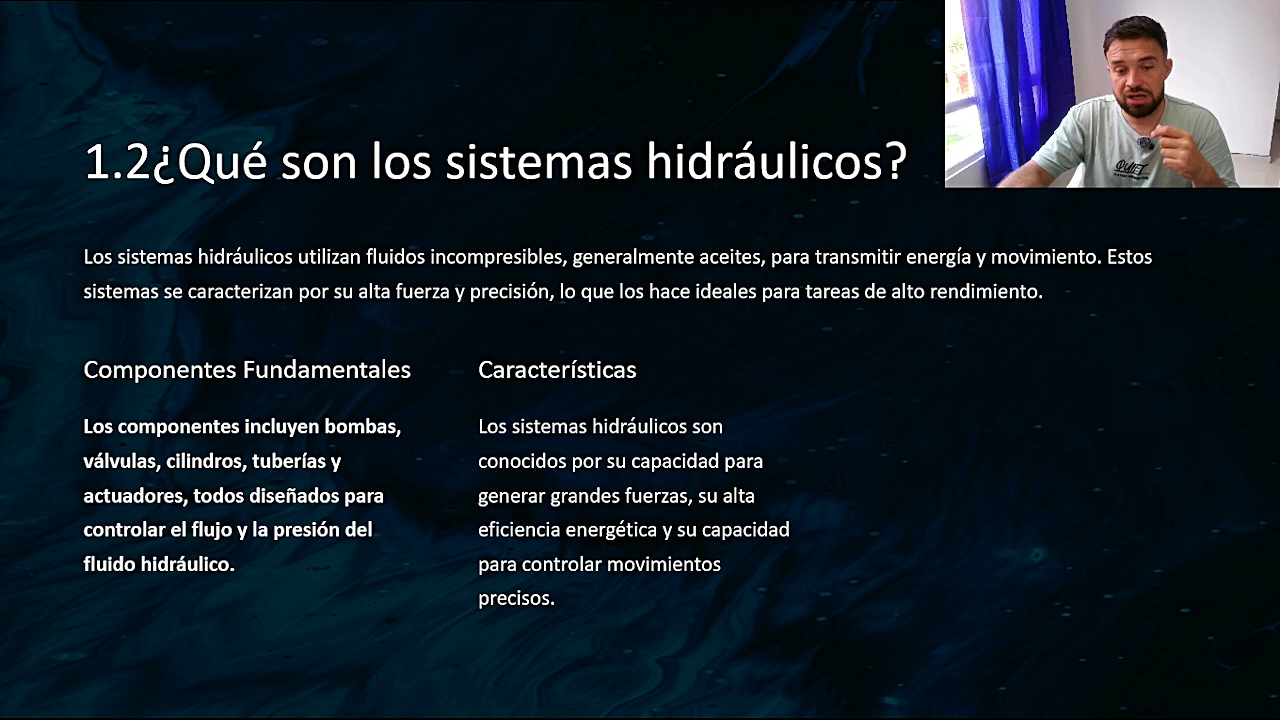 1.2¿Qué son los sistemas hidráulicos?
Los sistemas hidráulicos utilizan fluidos incompresibles, generalmente aceites, para transmitir energía y movimiento. Estos
sistemas se caracterizan por su alta fuerza y precisión, lo que los hace ideales para tareas de alto rendimiento.
Componentes Fundamentales
Los componentes incluyen bombas,
válvulas, cilindros, tuberías y
actuadores, todos diseñados para
controlar el flujo y la presión del
fluido hidráulico.
Características
Los sistemas hidráulicos son
conocidos por su capacidad para
generar grandes fuerzas, su alta
eficiencia energética y su capacidad
para controlar movimientos
precisos.